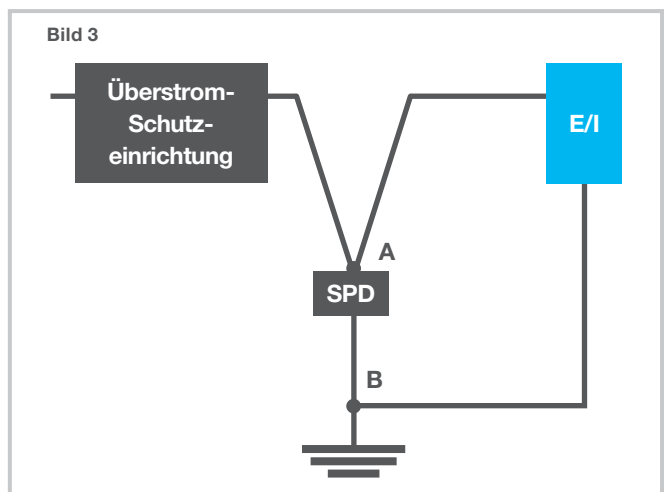 Bild 3
Überstrom-
Schutz-
einrichtung
E/I
A
SPD
B